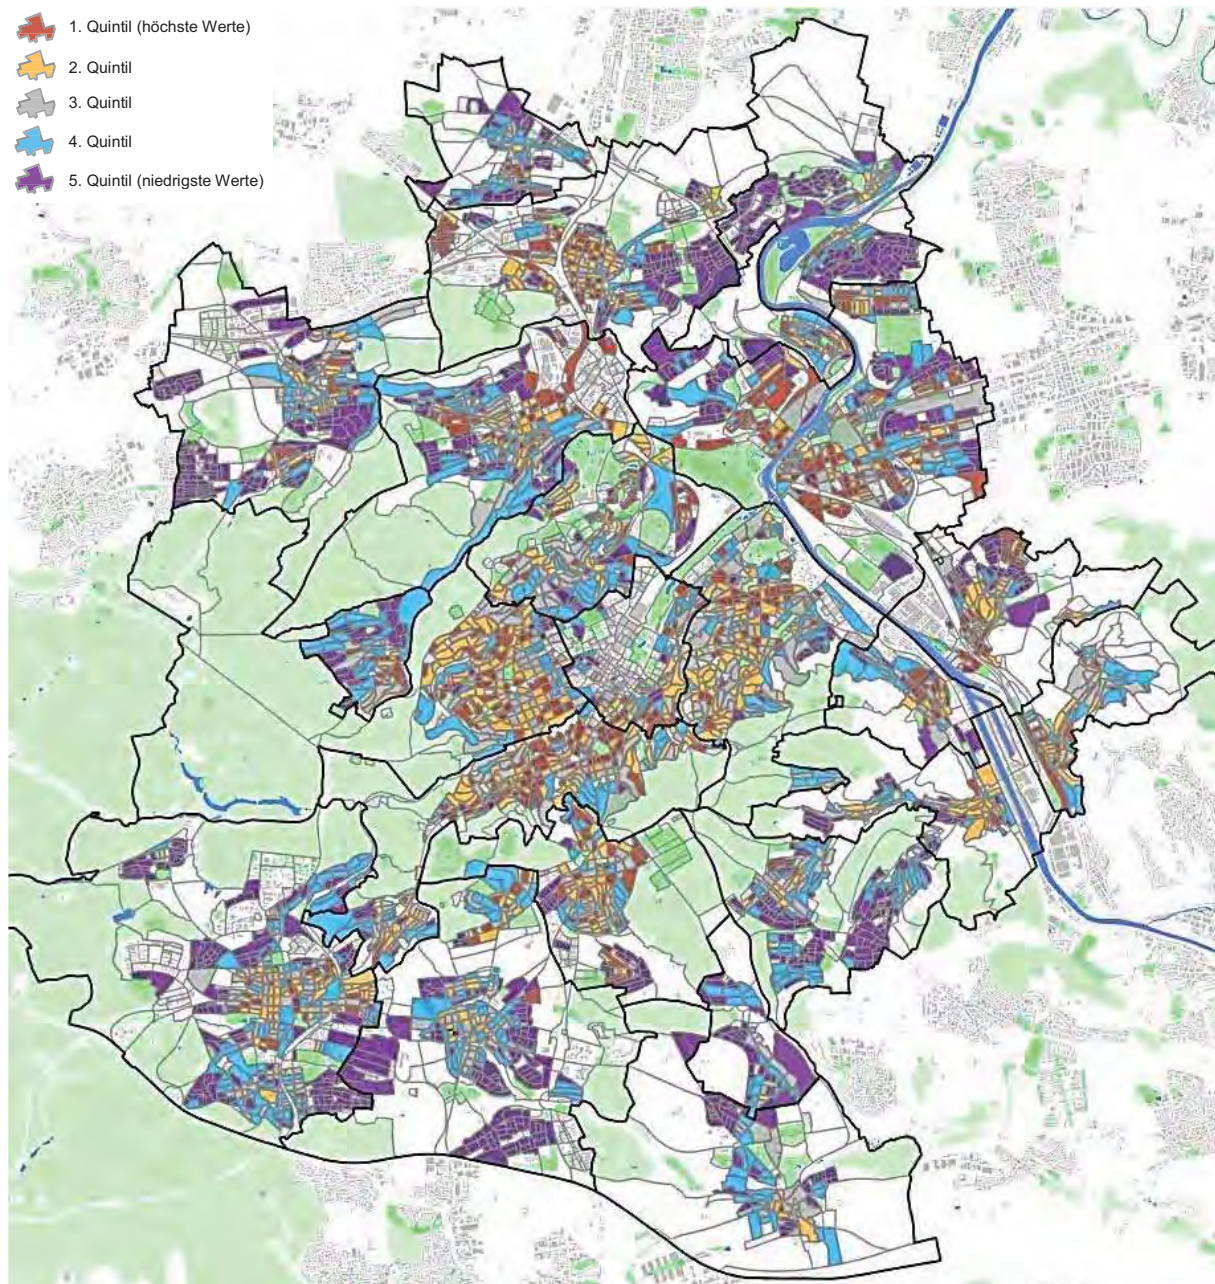 1. Quintil (höchste Werte)
2. Quintil
3. Quintil
4. Quintil
5. Quintil (niedrigste Werte)